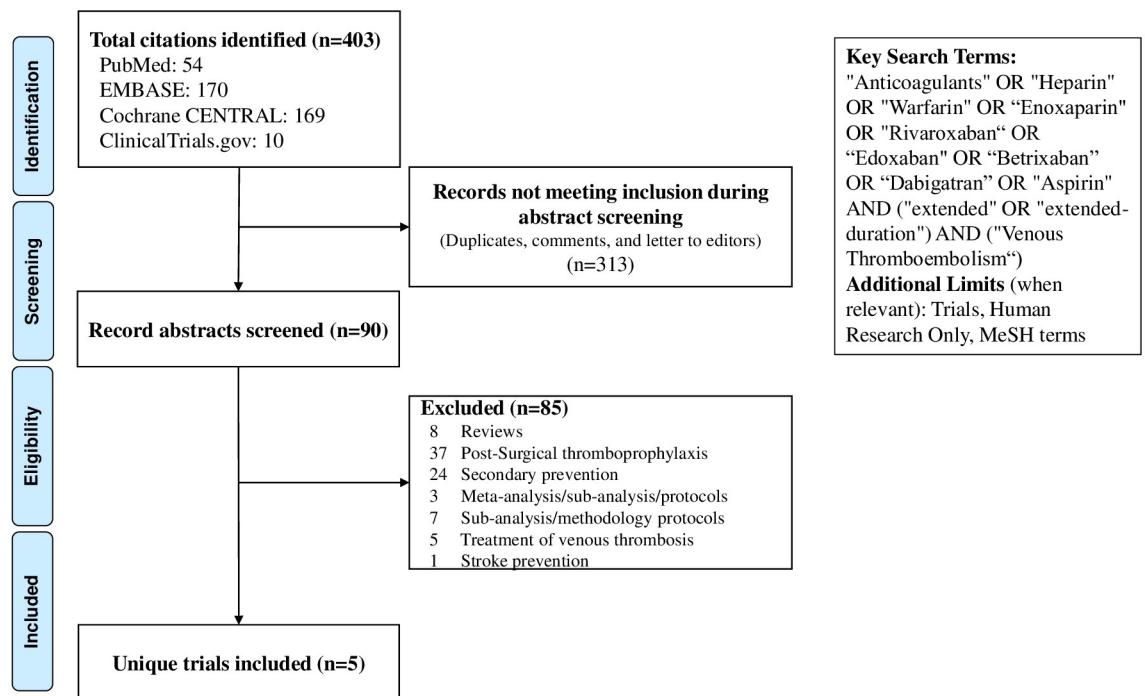 Identification
Screening
Eligibility
Included
Total citations identified (n=403)
PubMed: 54
EMBASE: 170
Cochrane CENTRAL: 169
ClinicalTrials.gov: 10
Records not meeting inclusion during
abstract screening
(Duplicates, comments, and letter to editors)
(n=313)
Record abstracts screened (n=90)
Excluded (n=85)
8 Reviews
37 Post-Surgical thromboprophylaxis
24 Secondary prevention
3 Meta-analysis/sub-analysis/protocols
7 Sub-analysis/methodology protocols
5 Treatment of venous thrombosis
1 Stroke prevention
Unique trials included (n=5)
Key Search Terms:
"Anticoagulants" OR "Heparin"
OR "Warfarin" OR “Enoxaparin"
OR "Rivaroxaban“ OR
“Edoxaban" OR “Betrixaban”
OR “Dabigatran” OR "Aspirin"
AND ("extended" OR "extended-
duration") AND ("Venous
Thromboembolism“)
Additional Limits (when
relevant): Trials, Human
Research Only, MeSH terms